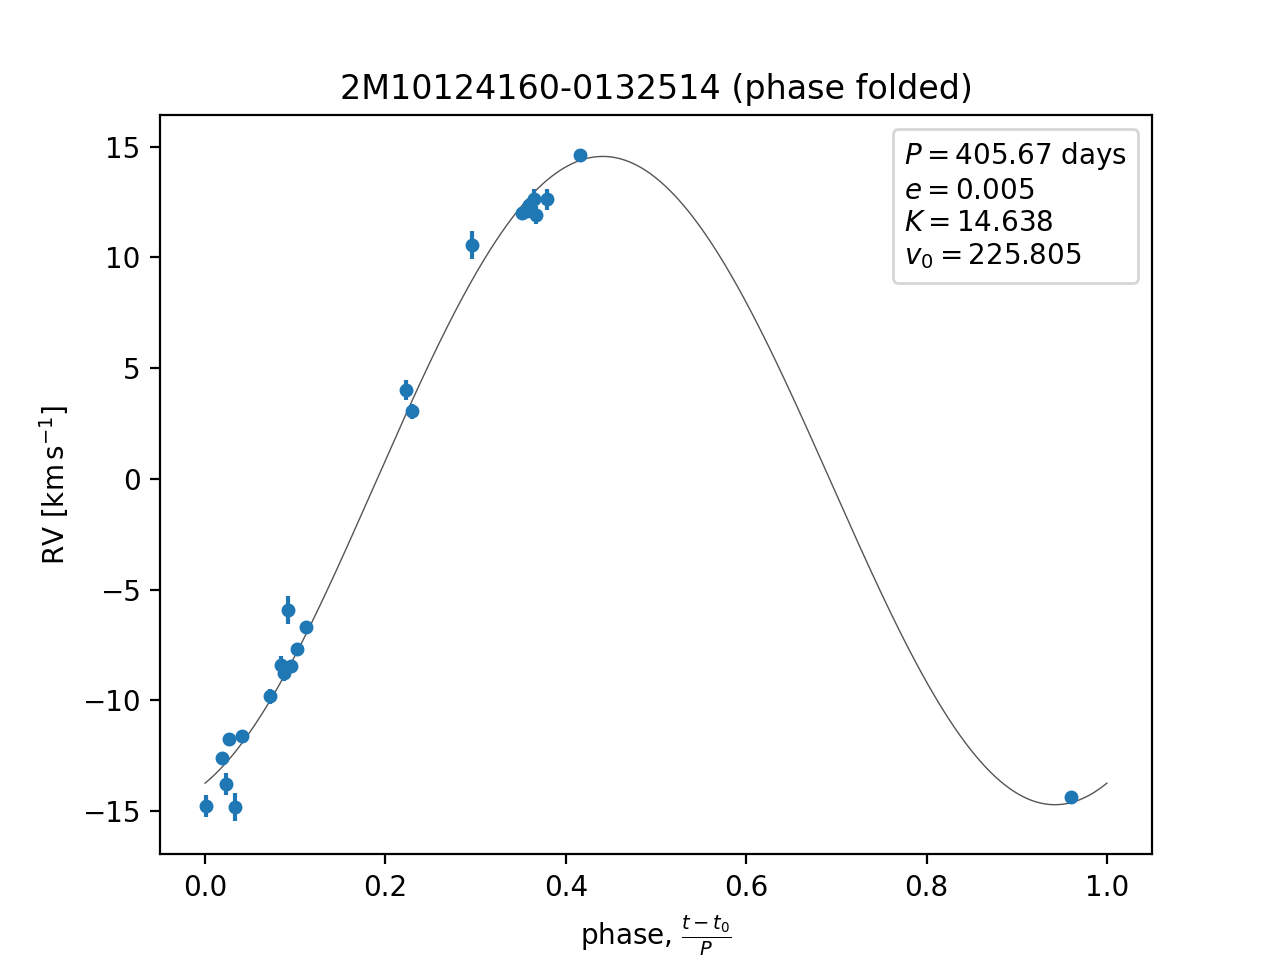 2M10124160-0132514 (phase folded)
P = 405.67 days
e = 0.005
K = 14.638
v₀ = 225.805
15
10
5
0
−5
−10
−15
RV [km s⁻¹]
0.0 0.2 0.4 0.6 0.8 1.0
phase, (t − t₀)/P